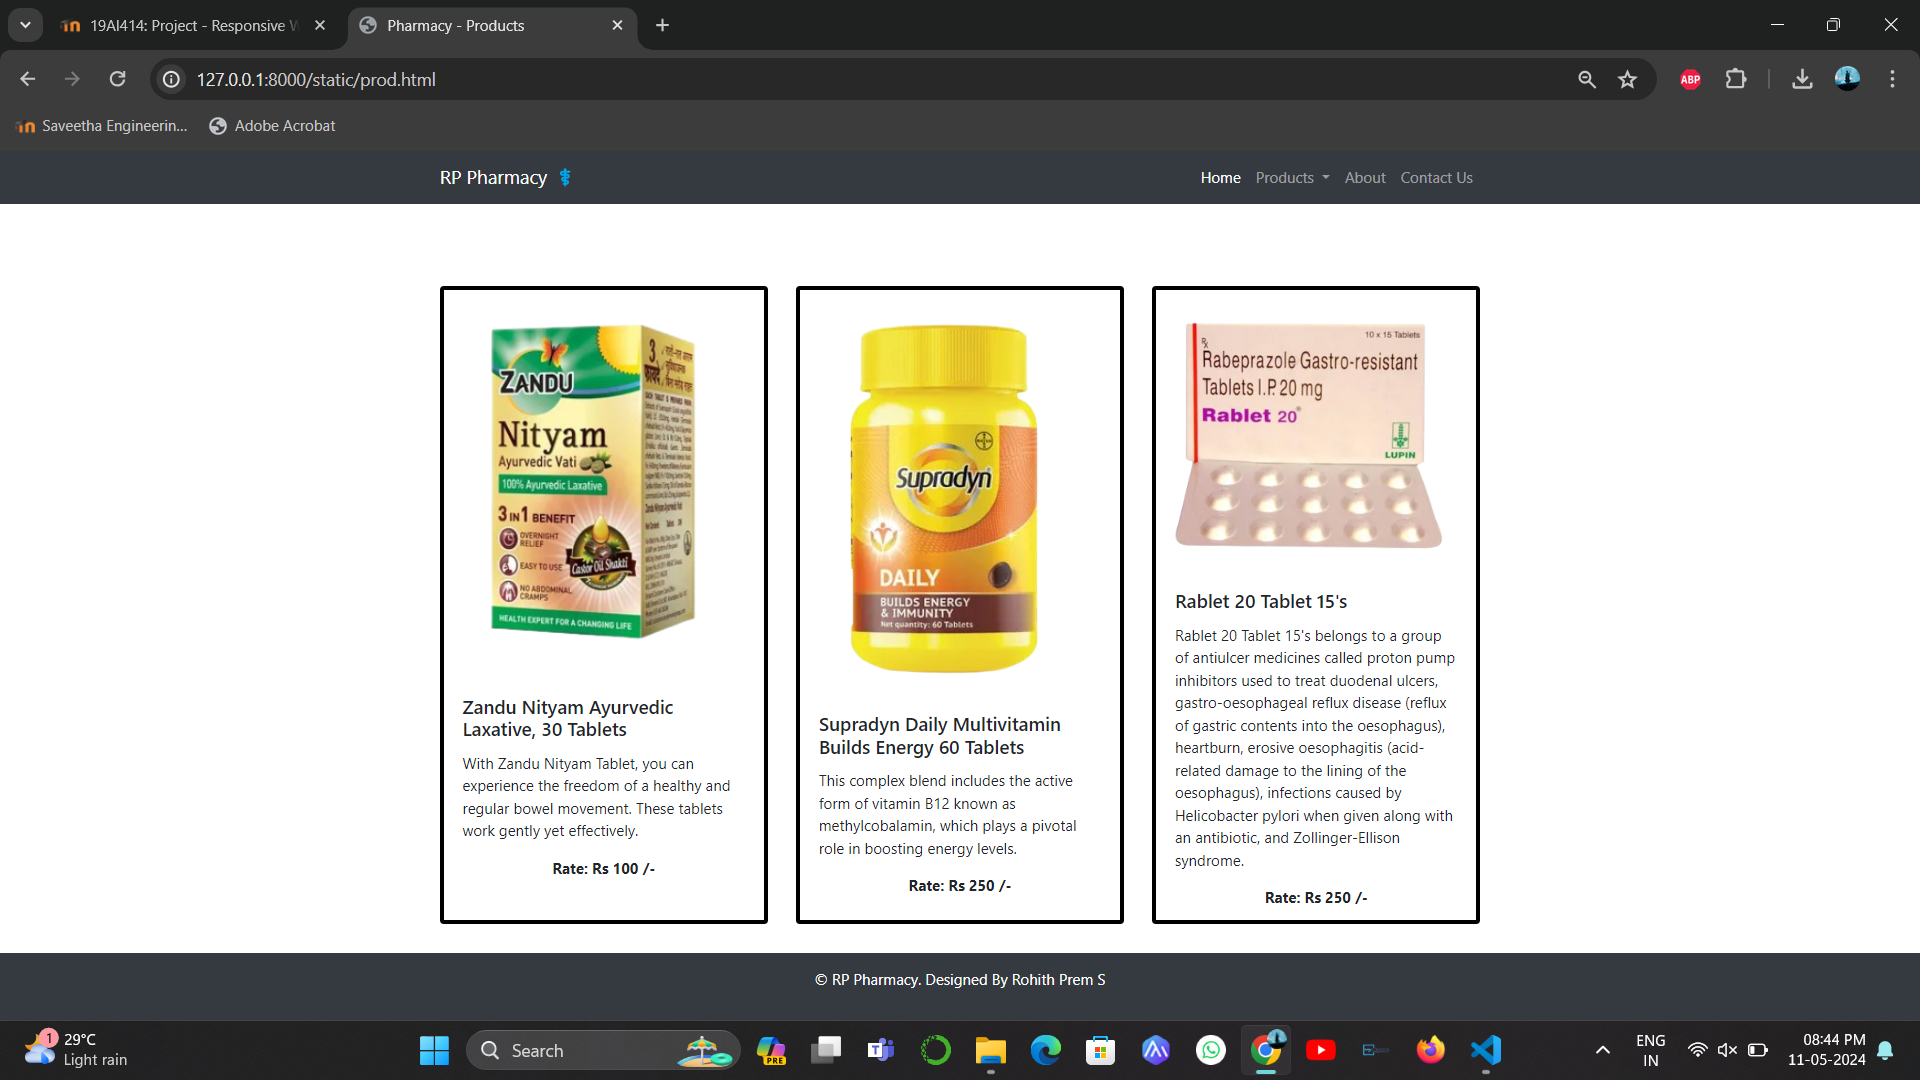 19AI414: Project - Responsive W
Pharmacy - Products
127.0.0.1:8000/static/prod.html
ABP
Saveetha Engineerin...
Adobe Acrobat
RP Pharmacy
Home
Products
About
Contact Us
ZANDU
Nityam
Ayurvedic Vati
100% Ayurvedic Laxative
3 IN 1 BENEFIT
OVERNIGHT
RELIEF
EASY TO USE
NO ABDOMINAL
CRAMPS
Castor Oil Shakti
HEALTH EXPERT FOR A CHANGING LIFE
Zandu Nityam Ayurvedic
Laxative, 30 Tablets
With Zandu Nityam Tablet, you can
experience the freedom of a healthy and
regular bowel movement. These tablets
work gently yet effectively.
Rate: Rs 100 /-
Supradyn
DAILY
BUILDS ENERGY
& IMMUNITY
Net quantity: 60 Tablets
Supradyn Daily Multivitamin
Builds Energy 60 Tablets
This complex blend includes the active
form of vitamin B12 known as
methylcobalamin, which plays a pivotal
role in boosting energy levels.
Rate: Rs 250 /-
10 x 15 Tablets
Rx
Rabeprazole Gastro-resistant
Tablets I.P. 20 mg
Rablet 20®
LUPIN
Rablet 20 Tablet 15's
Rablet 20 Tablet 15's belongs to a group
of antiulcer medicines called proton pump
inhibitors used to treat duodenal ulcers,
gastro-oesophageal reflux disease (reflux
of gastric contents into the oesophagus),
heartburn, erosive oesophagitis (acid-
related damage to the lining of the
oesophagus), infections caused by
Helicobacter pylori when given along with
an antibiotic, and Zollinger-Ellison
syndrome.
Rate: Rs 250 /-
© RP Pharmacy. Designed By Rohith Prem S
1
29°C
Light rain
Search
PRE
ENG
IN
08:44 PM
11-05-2024